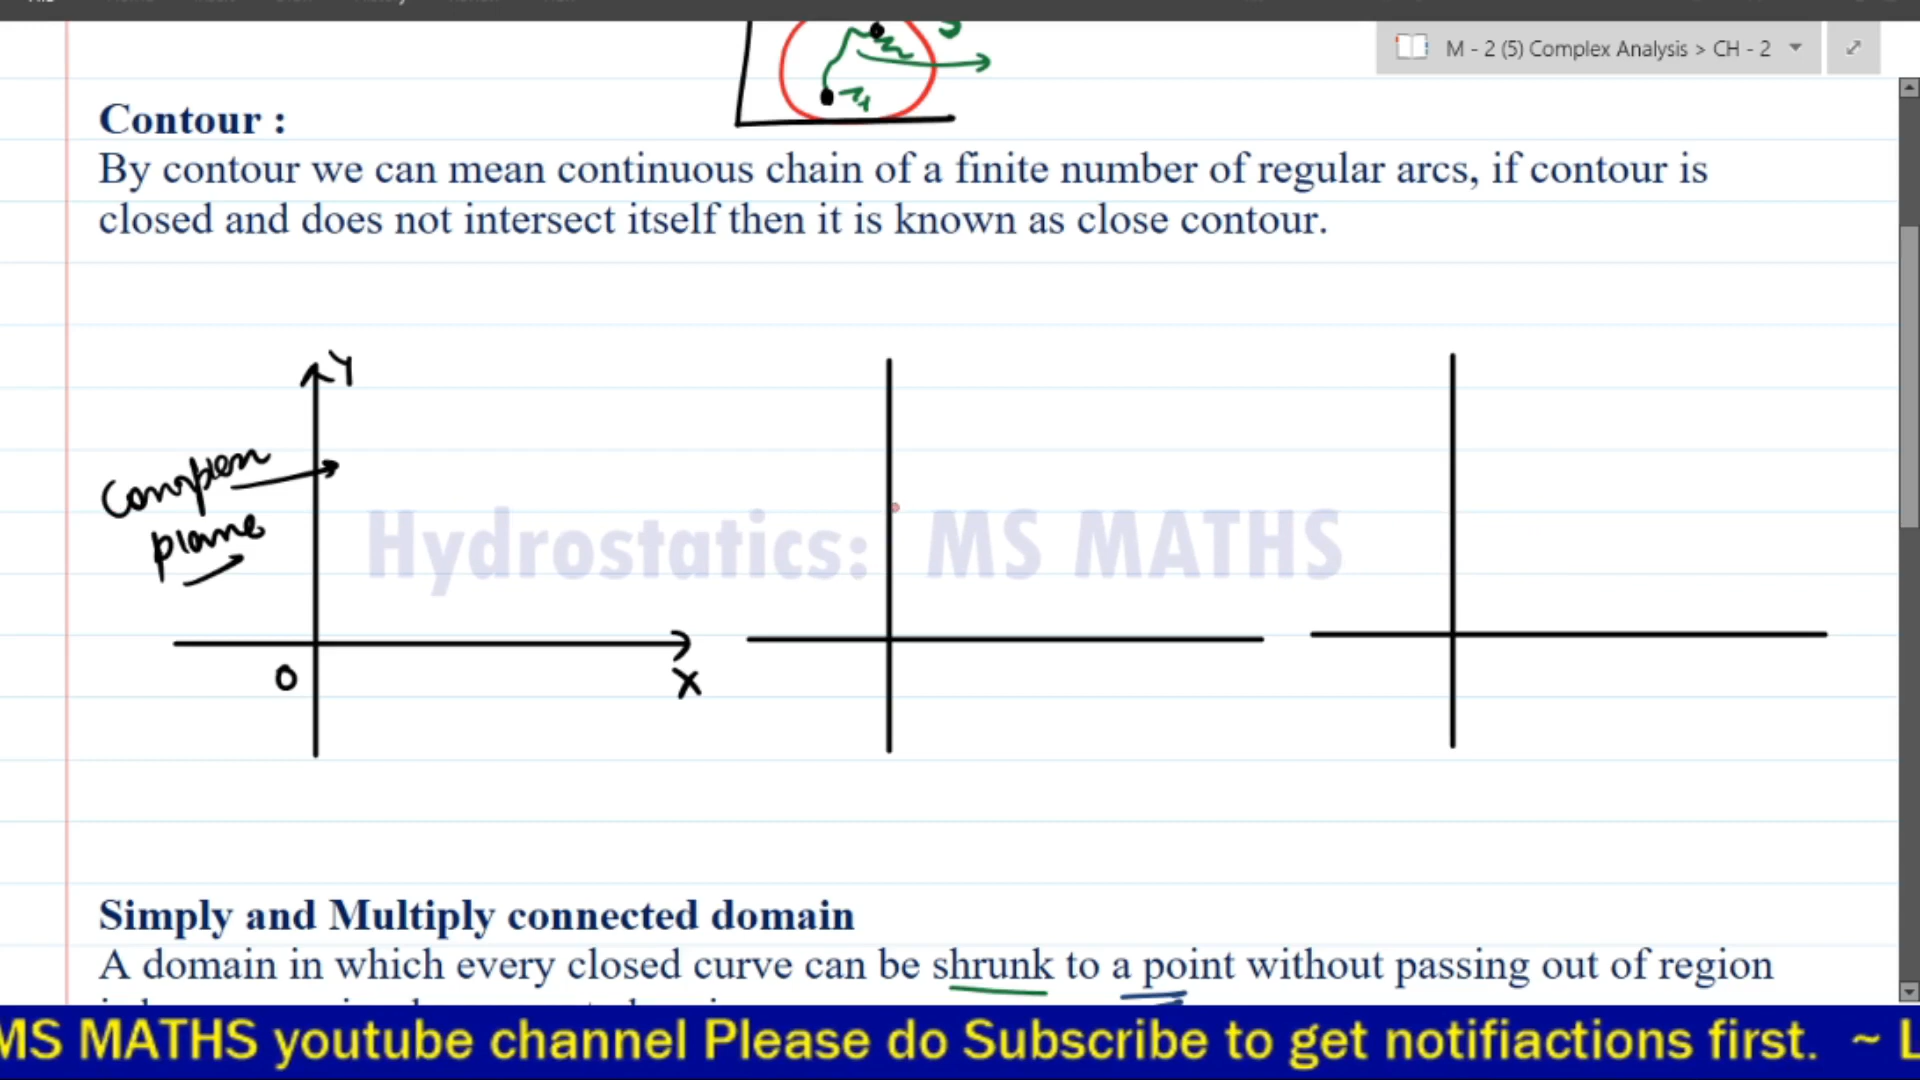 M - 2 (5) Complex Analysis > CH - 2
Contour :
By contour we can mean continuous chain of a finite number of regular arcs, if contour is
closed and does not intersect itself then it is known as close contour.
Y
Complen
plane
Hydrostatics: MS MATHS
O
X
Simply and Multiply connected domain
A domain in which every closed curve can be shrunk to a point without passing out of region
MS MATHS youtube channel Please do Subscribe to get notifiactions first. ~ L